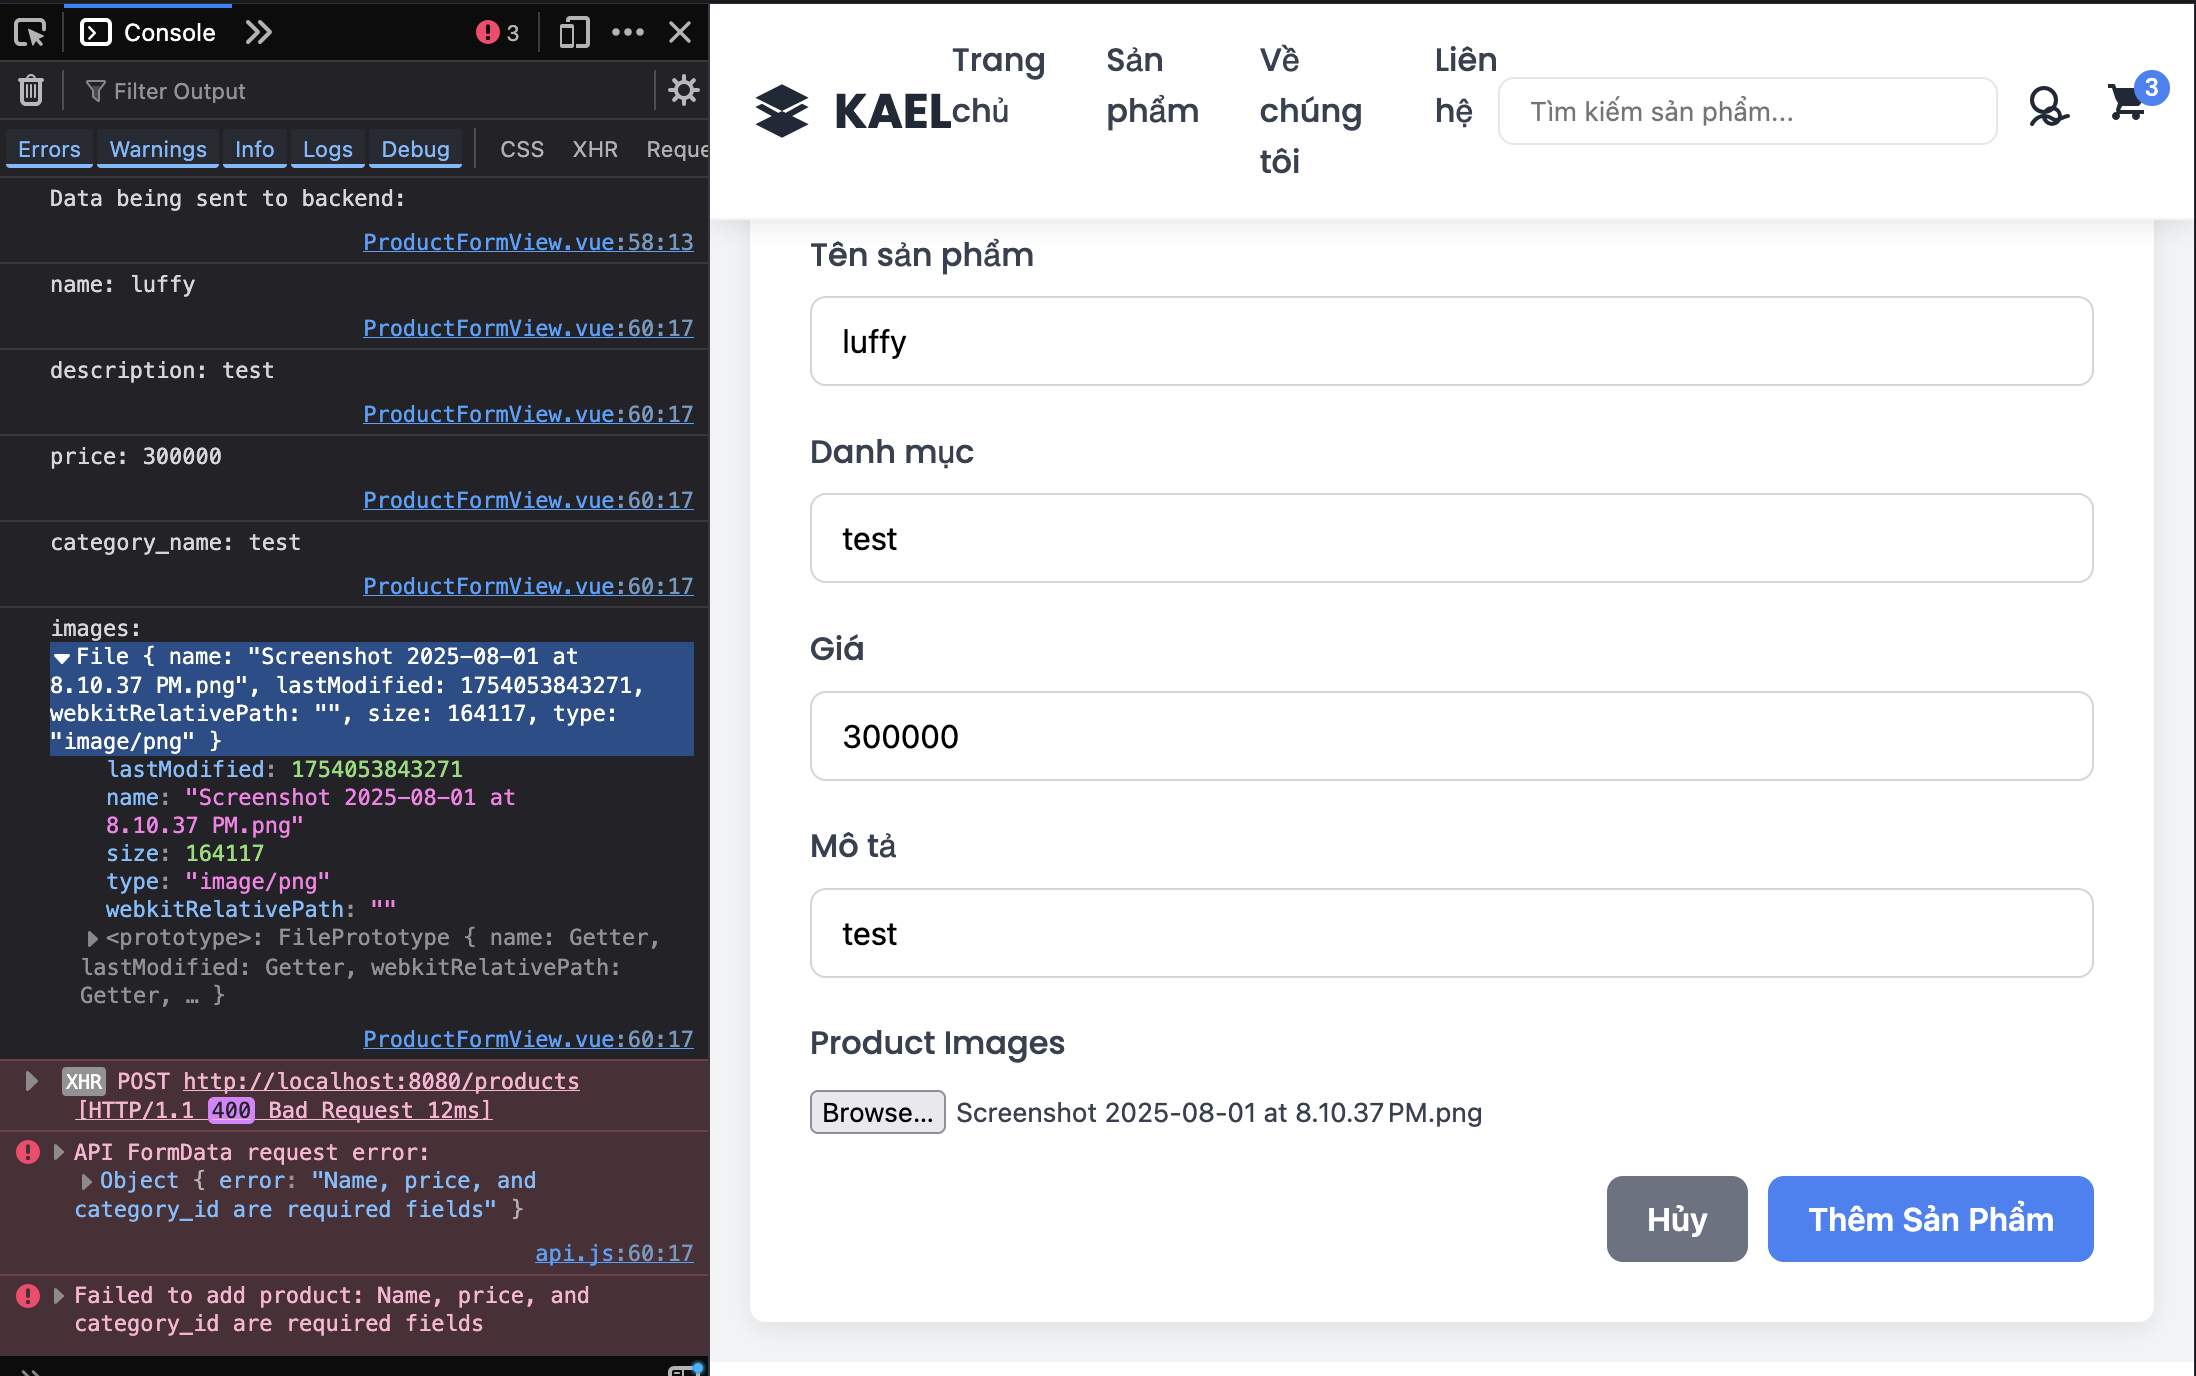 Console
3
Filter Output
Errors Warnings Info Logs Debug CSS XHR Reque
Data being sent to backend:
ProductFormView.vue:58:13
name: luffy
ProductFormView.vue:60:17
description: test
ProductFormView.vue:60:17
price: 300000
ProductFormView.vue:60:17
category_name: test
ProductFormView.vue:60:17
images:
File { name: "Screenshot 2025-08-01 at
8.10.37 PM.png", lastModified: 1754053843271,
webkitRelativePath: "", size: 164117, type:
"image/png" }
lastModified: 1754053843271
name: "Screenshot 2025-08-01 at
8.10.37 PM.png"
size: 164117
type: "image/png"
webkitRelativePath: ""
<prototype>: FilePrototype { name: Getter,
lastModified: Getter, webkitRelativePath:
Getter, … }
ProductFormView.vue:60:17
XHR POST http://localhost:8080/products
[HTTP/1.1 400 Bad Request 12ms]
API FormData request error:
Object { error: "Name, price, and
category_id are required fields" }
api.js:60:17
Failed to add product: Name, price, and
category_id are required fields
KAEL
Trang
chủ
Sản
phẩm
Về
chúng
tôi
Liên
hệ
Tìm kiếm sản phẩm...
3
Tên sản phẩm
luffy
Danh mục
test
Giá
300000
Mô tả
test
Product Images
Browse... Screenshot 2025-08-01 at 8.10.37 PM.png
Hủy
Thêm Sản Phẩm